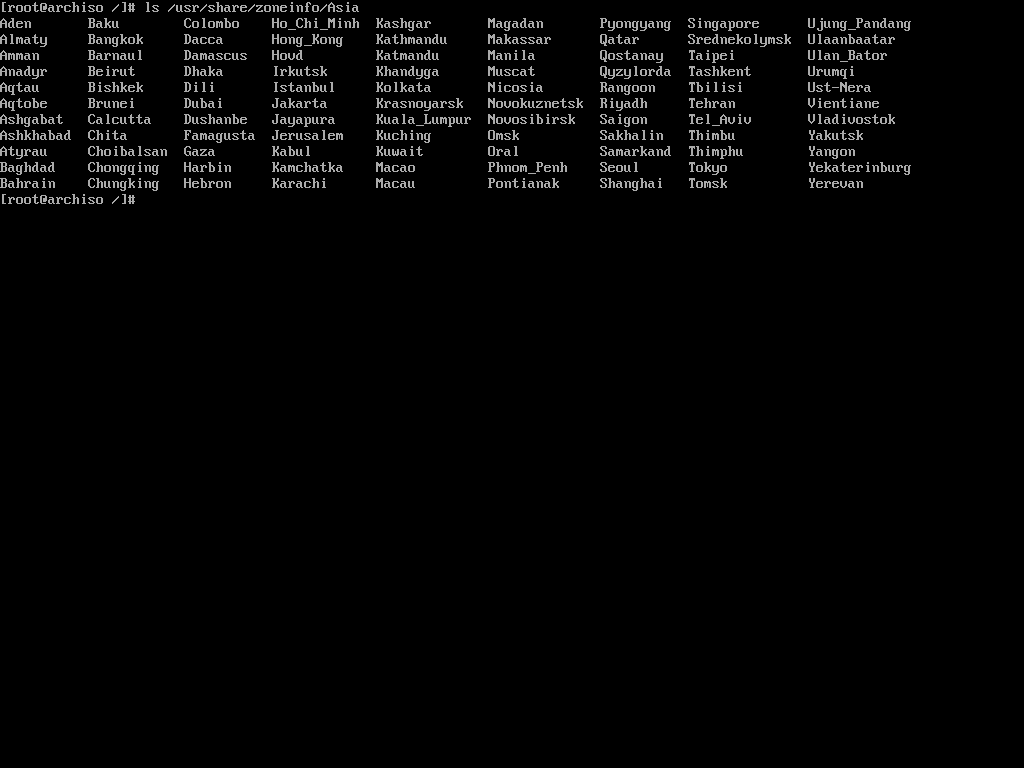 [root@archiso /]# ls /usr/share/zoneinfo/Asia
Aden      Baku        Colombo    Ho_Chi_Minh  Kashgar       Magadan       Pyongyang  Singapore      Ujung_Pandang
Almaty    Bangkok     Dacca      Hong_Kong    Kathmandu     Makassar      Qatar      Srednekolymsk  Ulaanbaatar
Amman     Barnaul     Damascus   Hovd         Katmandu      Manila        Qostanay   Taipei         Ulan_Bator
Anadyr    Beirut      Dhaka      Irkutsk      Khandyga      Muscat        Qyzylorda  Tashkent       Urumqi
Aqtau     Bishkek     Dili       Istanbul     Kolkata       Nicosia       Rangoon    Tbilisi        Ust-Nera
Aqtobe    Brunei      Dubai      Jakarta      Krasnoyarsk   Novokuznetsk  Riyadh     Tehran         Vientiane
Ashgabat  Calcutta    Dushanbe   Jayapura     Kuala_Lumpur  Novosibirsk   Saigon     Tel_Aviv       Vladivostok
Ashkhabad  Chita       Famagusta  Jerusalem    Kuching       Omsk          Sakhalin   Thimbu         Yakutsk
Atyrau    Choibalsan  Gaza       Kabul        Kuwait        Oral          Samarkand  Thimphu        Yangon
Baghdad   Chongqing   Harbin     Kamchatka    Macao         Phnom_Penh    Seoul      Tokyo          Yekaterinburg
Bahrain   Chungking   Hebron     Karachi      Macau         Pontianak     Shanghai   Tomsk          Yerevan
[root@archiso /]#